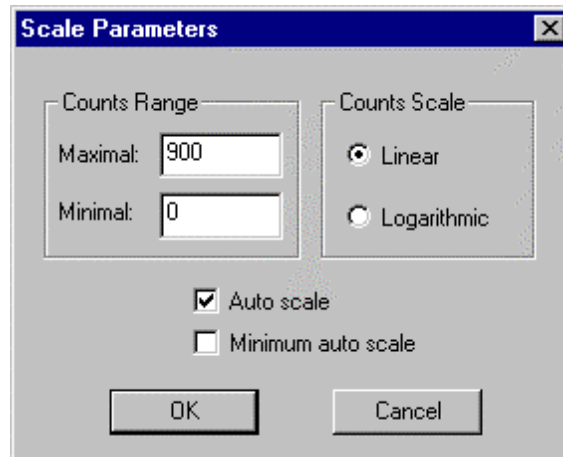 Scale Parameters
Counts Range
Maximal: 900
Minimal: 0
Counts Scale
Linear
Logarithmic
Auto scale
Minimum auto scale
OK
Cancel